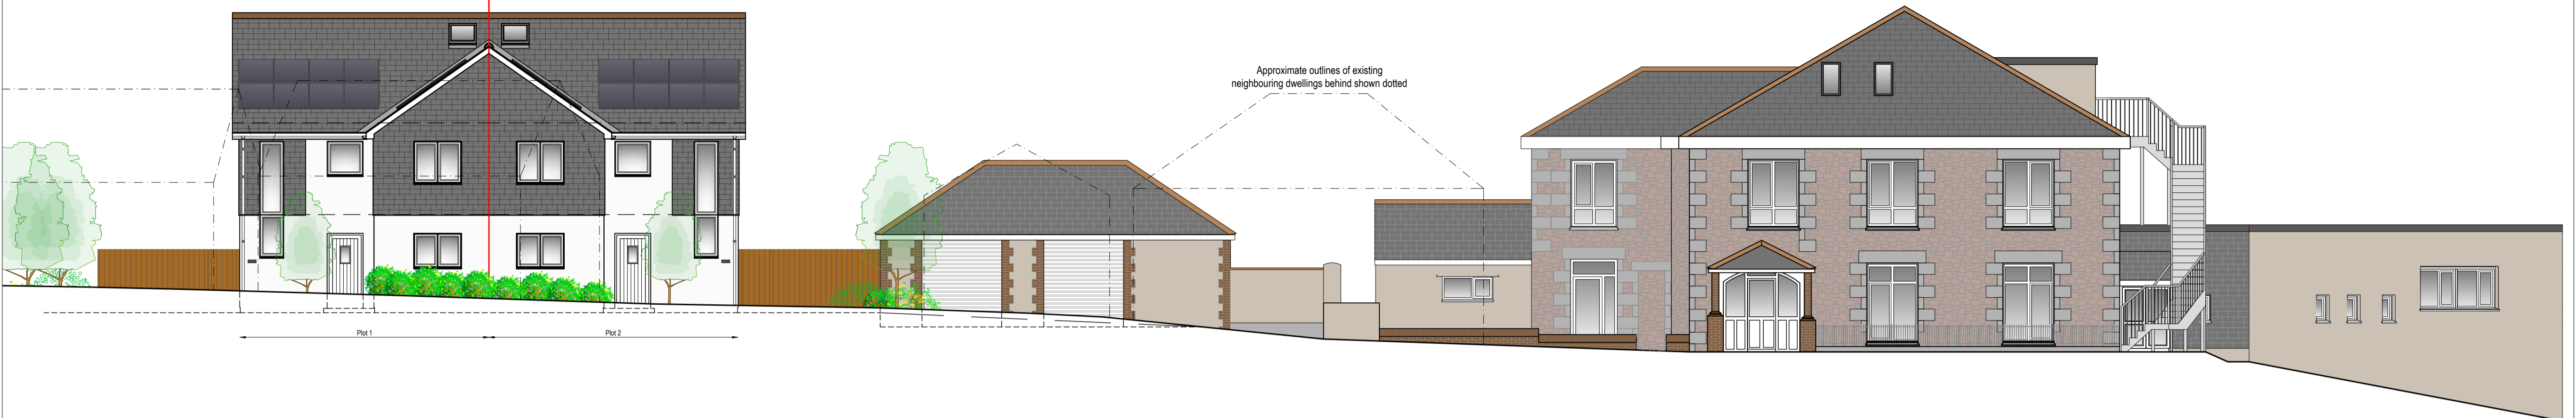 Approximate outlines of existing
neighbouring dwellings behind shown dotted
Plot 1
Plot 2